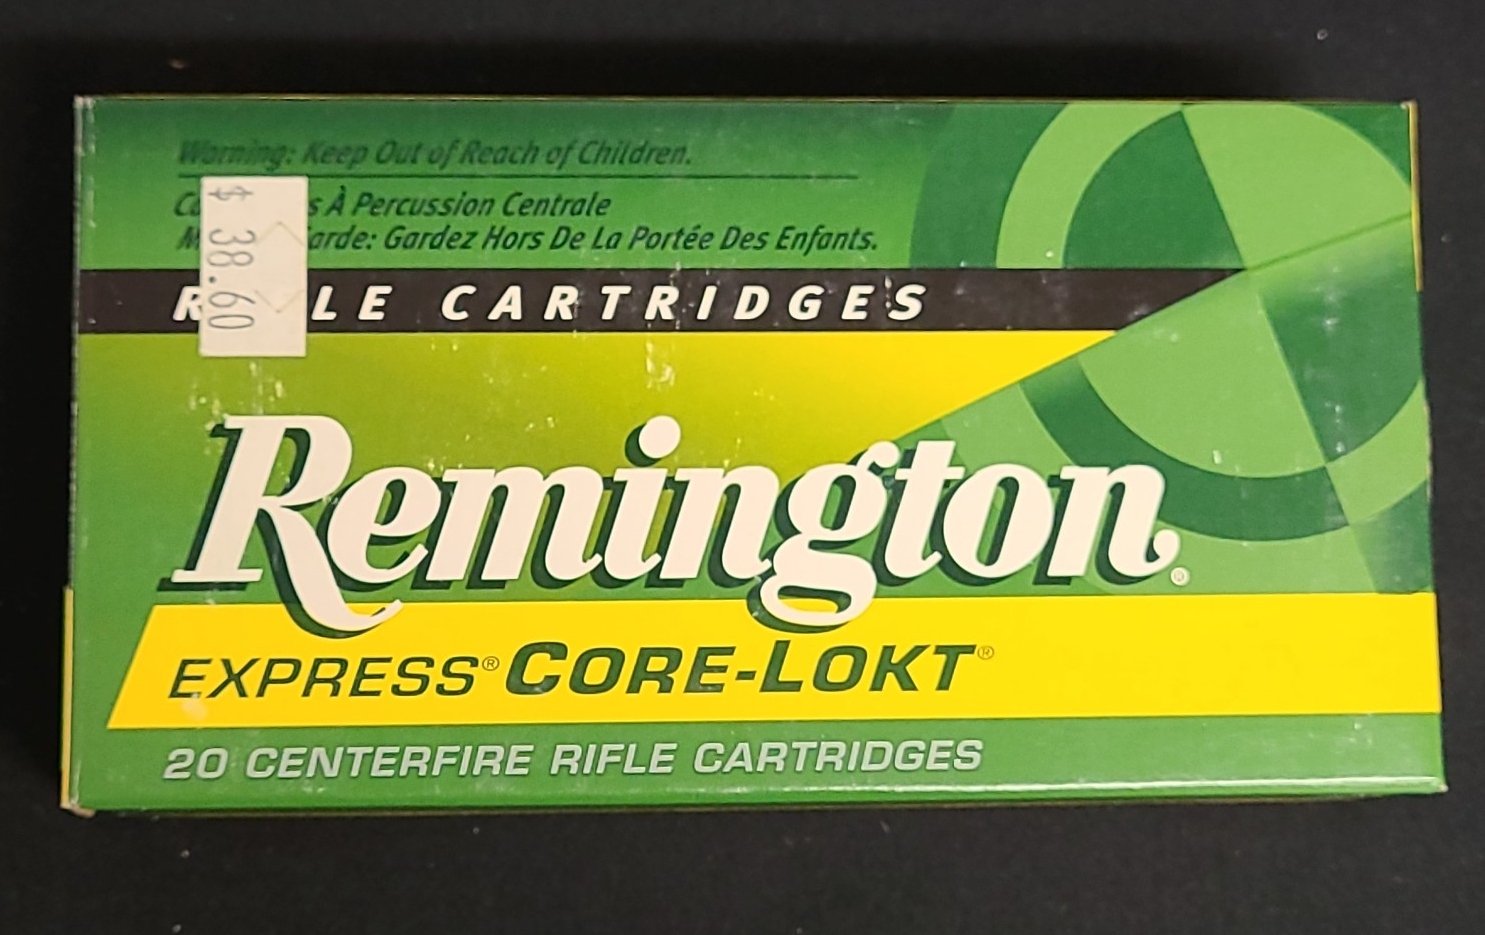 Warning: Keep Out of Reach of Children.
s À Percussion Centrale
arde: Gardez Hors De La Portée Des Enfants.
$ 38.60
R LE CARTRIDGES
Remington®
EXPRESS® CORE-LOKT®
20 CENTERFIRE RIFLE CARTRIDGES